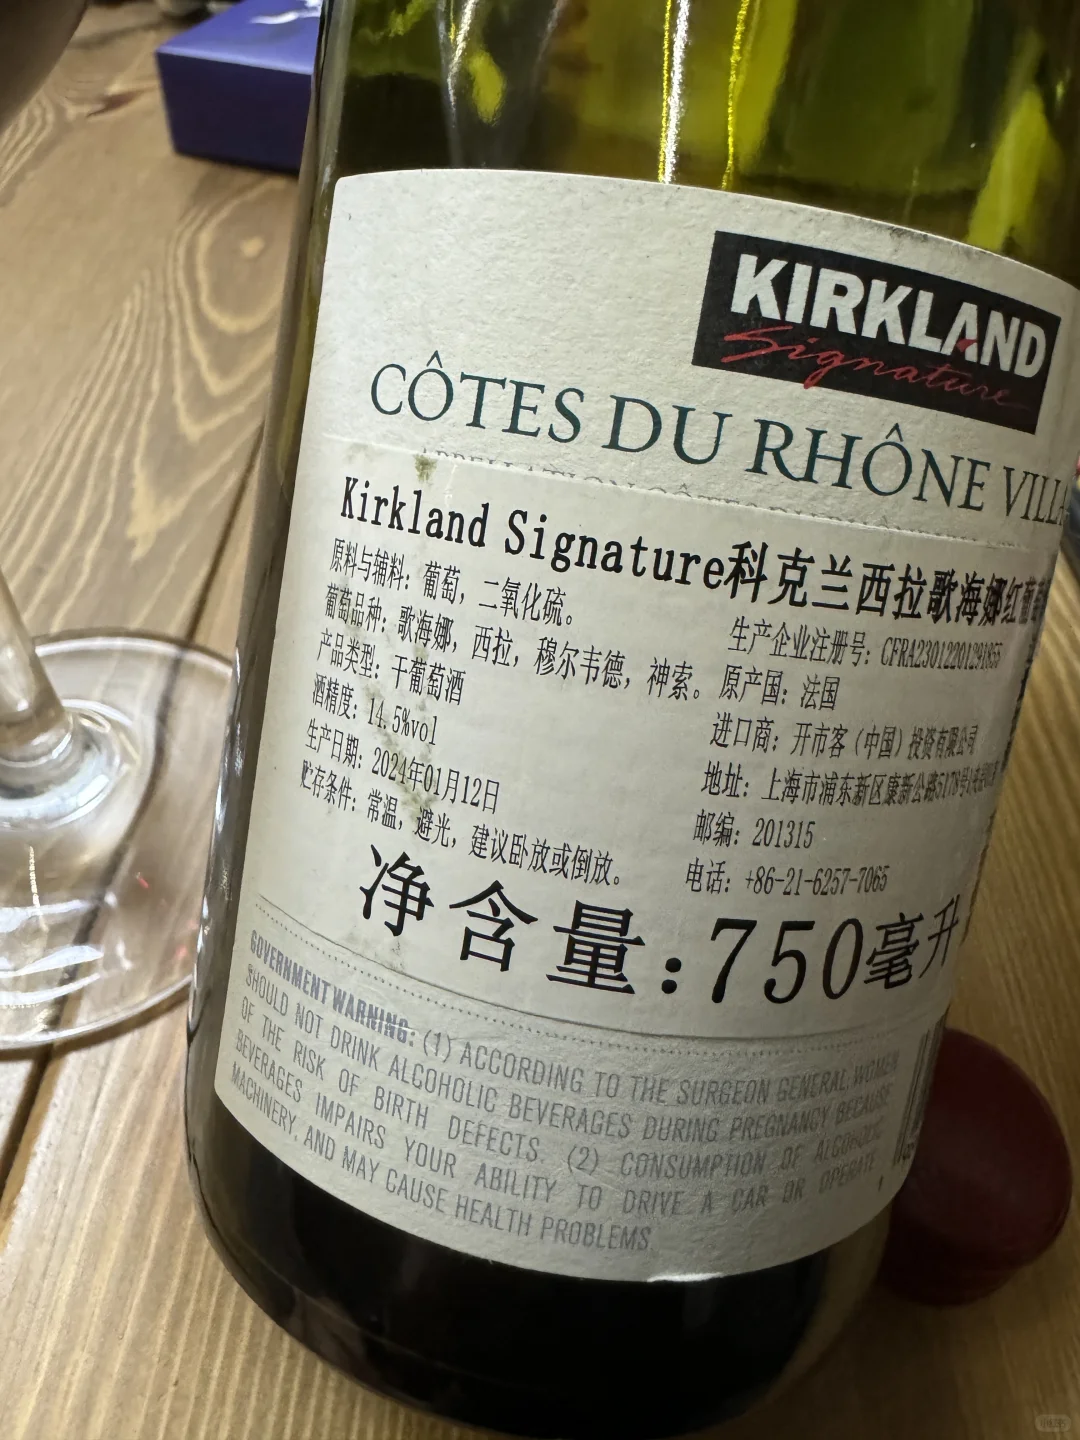 KIRKLAND
Signature
CÔTES DU RHÔNE
Kirkland Signature科克兰西拉歌海娜红葡
原料与辅料：葡萄，二氧化硫。
葡萄品种：歌海娜，西拉，穆尔韦德，神索。
产品类型：干葡萄酒
酒精度：14.5%vol
生产日期：2024年01月12日
贮存条件：常温，避光，建议卧放或倒放。
生产企业注册号：CFRA23012201291855
原产国：法国
进口商：开市客（中国）投资有限公司
地址：上海市浦东新区康新公路5178号
邮编：201315
电话：+86-21-6257-7065
净含量：750毫升
GOVERNMENT WARNING: (1) ACCORDING TO THE SURGEON GENERAL, WOMEN
SHOULD NOT DRINK ALCOHOLIC BEVERAGES DURING PREGNANCY BECAUSE
OF THE RISK OF BIRTH DEFECTS. (2) CONSUMPTION OF ALCOHOLIC
BEVERAGES IMPAIRS YOUR ABILITY TO DRIVE A CAR OR OPERATE
MACHINERY, AND MAY CAUSE HEALTH PROBLEMS.